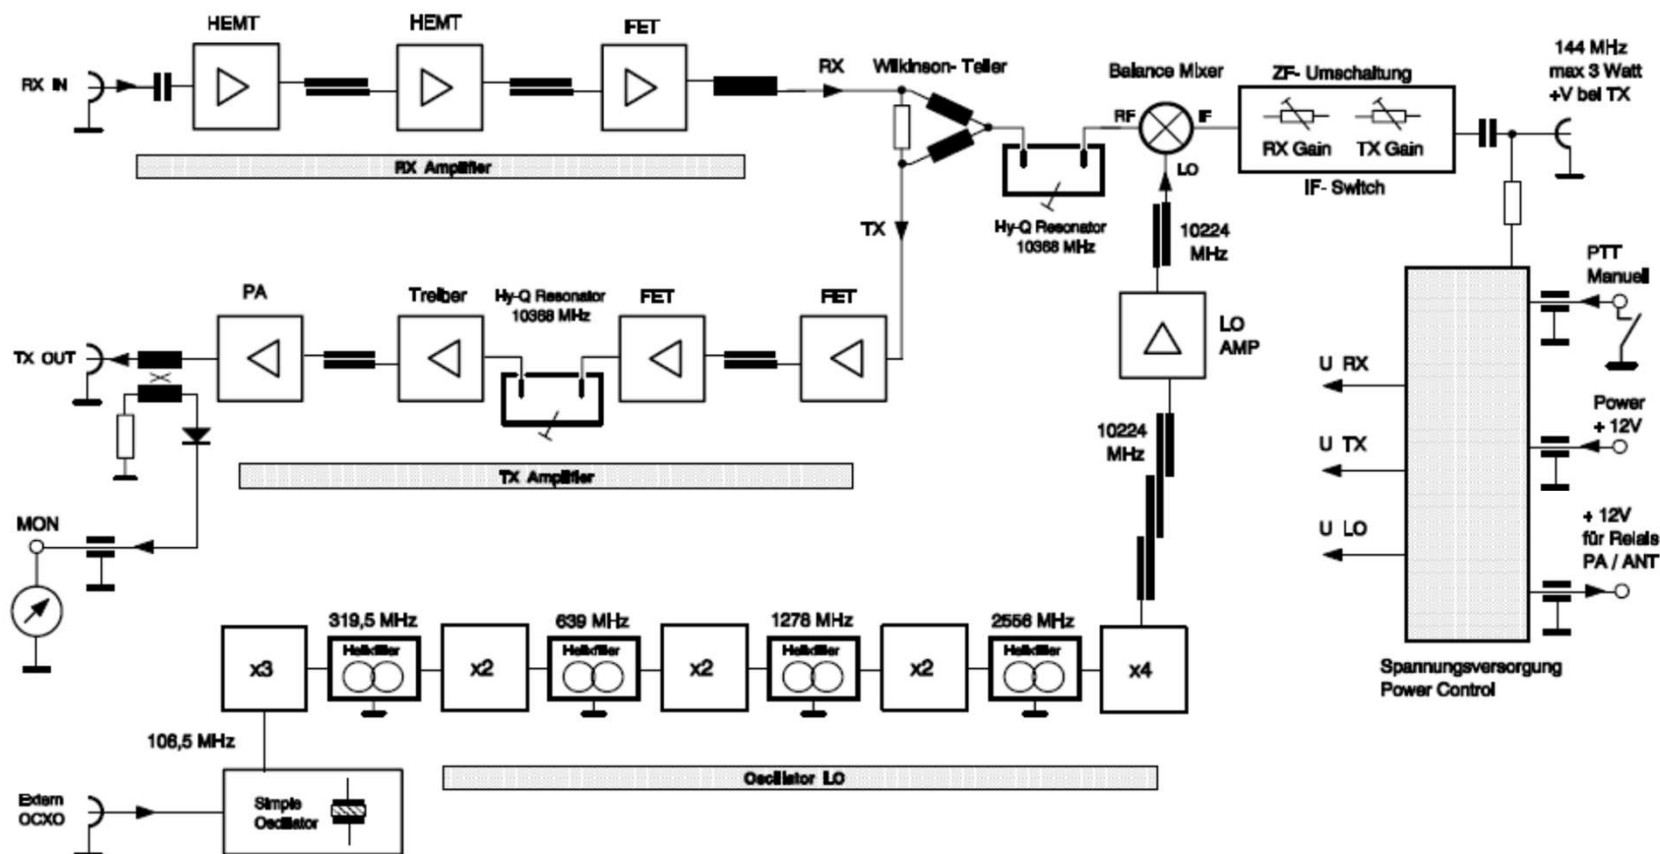 HEMT
HEMT
FET
RX IN
RX
Wilkinson- Teiler
Balance Mixer
ZF- Umschaltung
144 MHz
max 3 Watt
+V bei TX
RF
IF
RX Gain
TX Gain
RX Amplifier
LO
IF- Switch
TX
Hy-Q Resonator
10368 MHz
10224
MHz
PTT
Manuell
PA
Treiber
Hy-Q Resonator
10368 MHz
FET
FET
LO
AMP
TX OUT
U RX
Power
+ 12V
10224
MHz
U TX
TX Amplifier
MON
U LO
+ 12V
für Relais
PA / ANT
319,5 MHz
639 MHz
1278 MHz
2556 MHz
x3
Helixfilter
x2
Helixfilter
x2
Helixfilter
x2
Helixfilter
x4
Spannungsversorgung
Power Control
106,5 MHz
Oscillator LO
Extern
OCXO
Simple
Oscillator